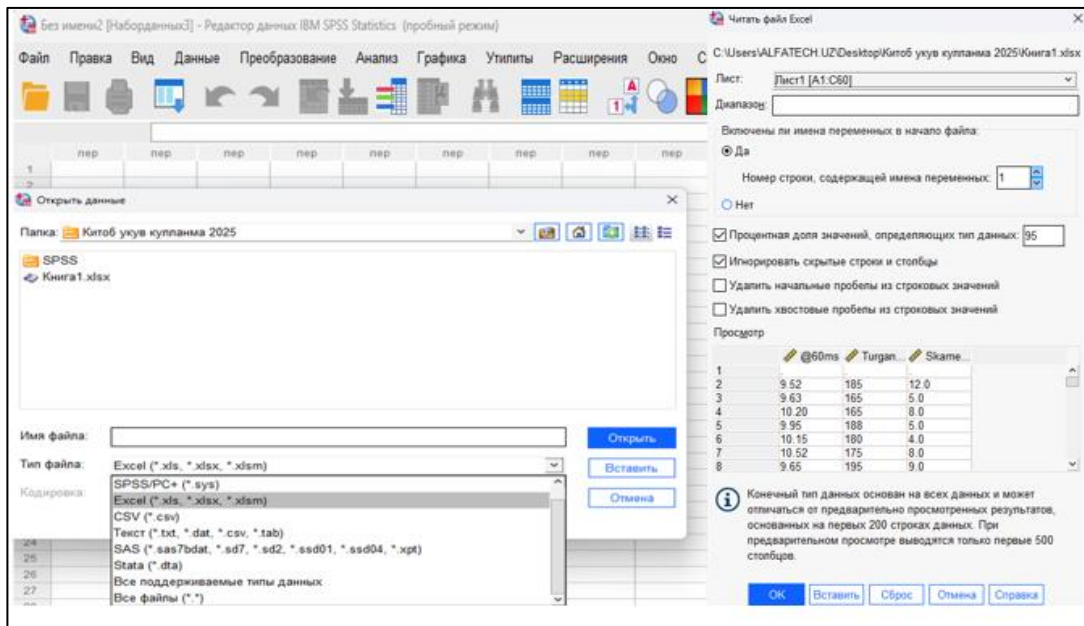 Без имени2 [Наборданных3] - Редактор данных IBM SPSS Statistics (пробный режим)
Файл Правка Вид Данные Преобразование Анализ Графика Утилиты Расширения Окно С
A
1
пер пер пер пер пер пер пер пер пер
1
2
Открыть данные
Папка: Китоб укув кулланма 2025
SPSS
Книга1.xlsx
Имя файла:
Открыть
Тип файла: Excel (*.xls, *.xlsx, *.xlsm)
Вставить
Кодировка:
Отмена
SPSS/PC+ (*.sys)
Excel (*.xls, *.xlsx, *.xlsm)
CSV (*.csv)
Текст (*.txt, *.dat, *.csv, *.tab)
SAS (*.sas7bdat, *.sd7, *.sd2, *.ssd01, *.ssd04, *.xpt)
Stata (*.dta)
Все поддерживаемые типы данных
Все файлы (*.*)
24
25
26
27
Читать файл Excel
C:\Users\ALFATECH.UZ\Desktop\Китоб укув кулланма 2025\Книга1.xlsx
Лист: Лист1 [A1:C60]
Диапазон:
Включены ли имена переменных в начало файла:
Да
Номер строки, содержащей имена переменных: 1
Нет
Процентная доля значений, определяющих тип данных: 95
Игнорировать скрытые строки и столбцы
Удалить начальные пробелы из строковых значений
Удалить хвостовые пробелы из строковых значений
Просмотр
@60ms Turgan... Skame...
1 . . .
2 9.52 185 12.0
3 9.63 165 5.0
4 10.20 165 8.0
5 9.95 188 5.0
6 10.15 180 4.0
7 10.52 175 8.0
8 9.65 195 9.0
Конечный тип данных основан на всех данных и может
отличаться от предварительно просмотренных результатов,
основанных на первых 200 строках данных. При
предварительном просмотре выводятся только первые 500
столбцов.
ОК Вставить Сброс Отмена Справка